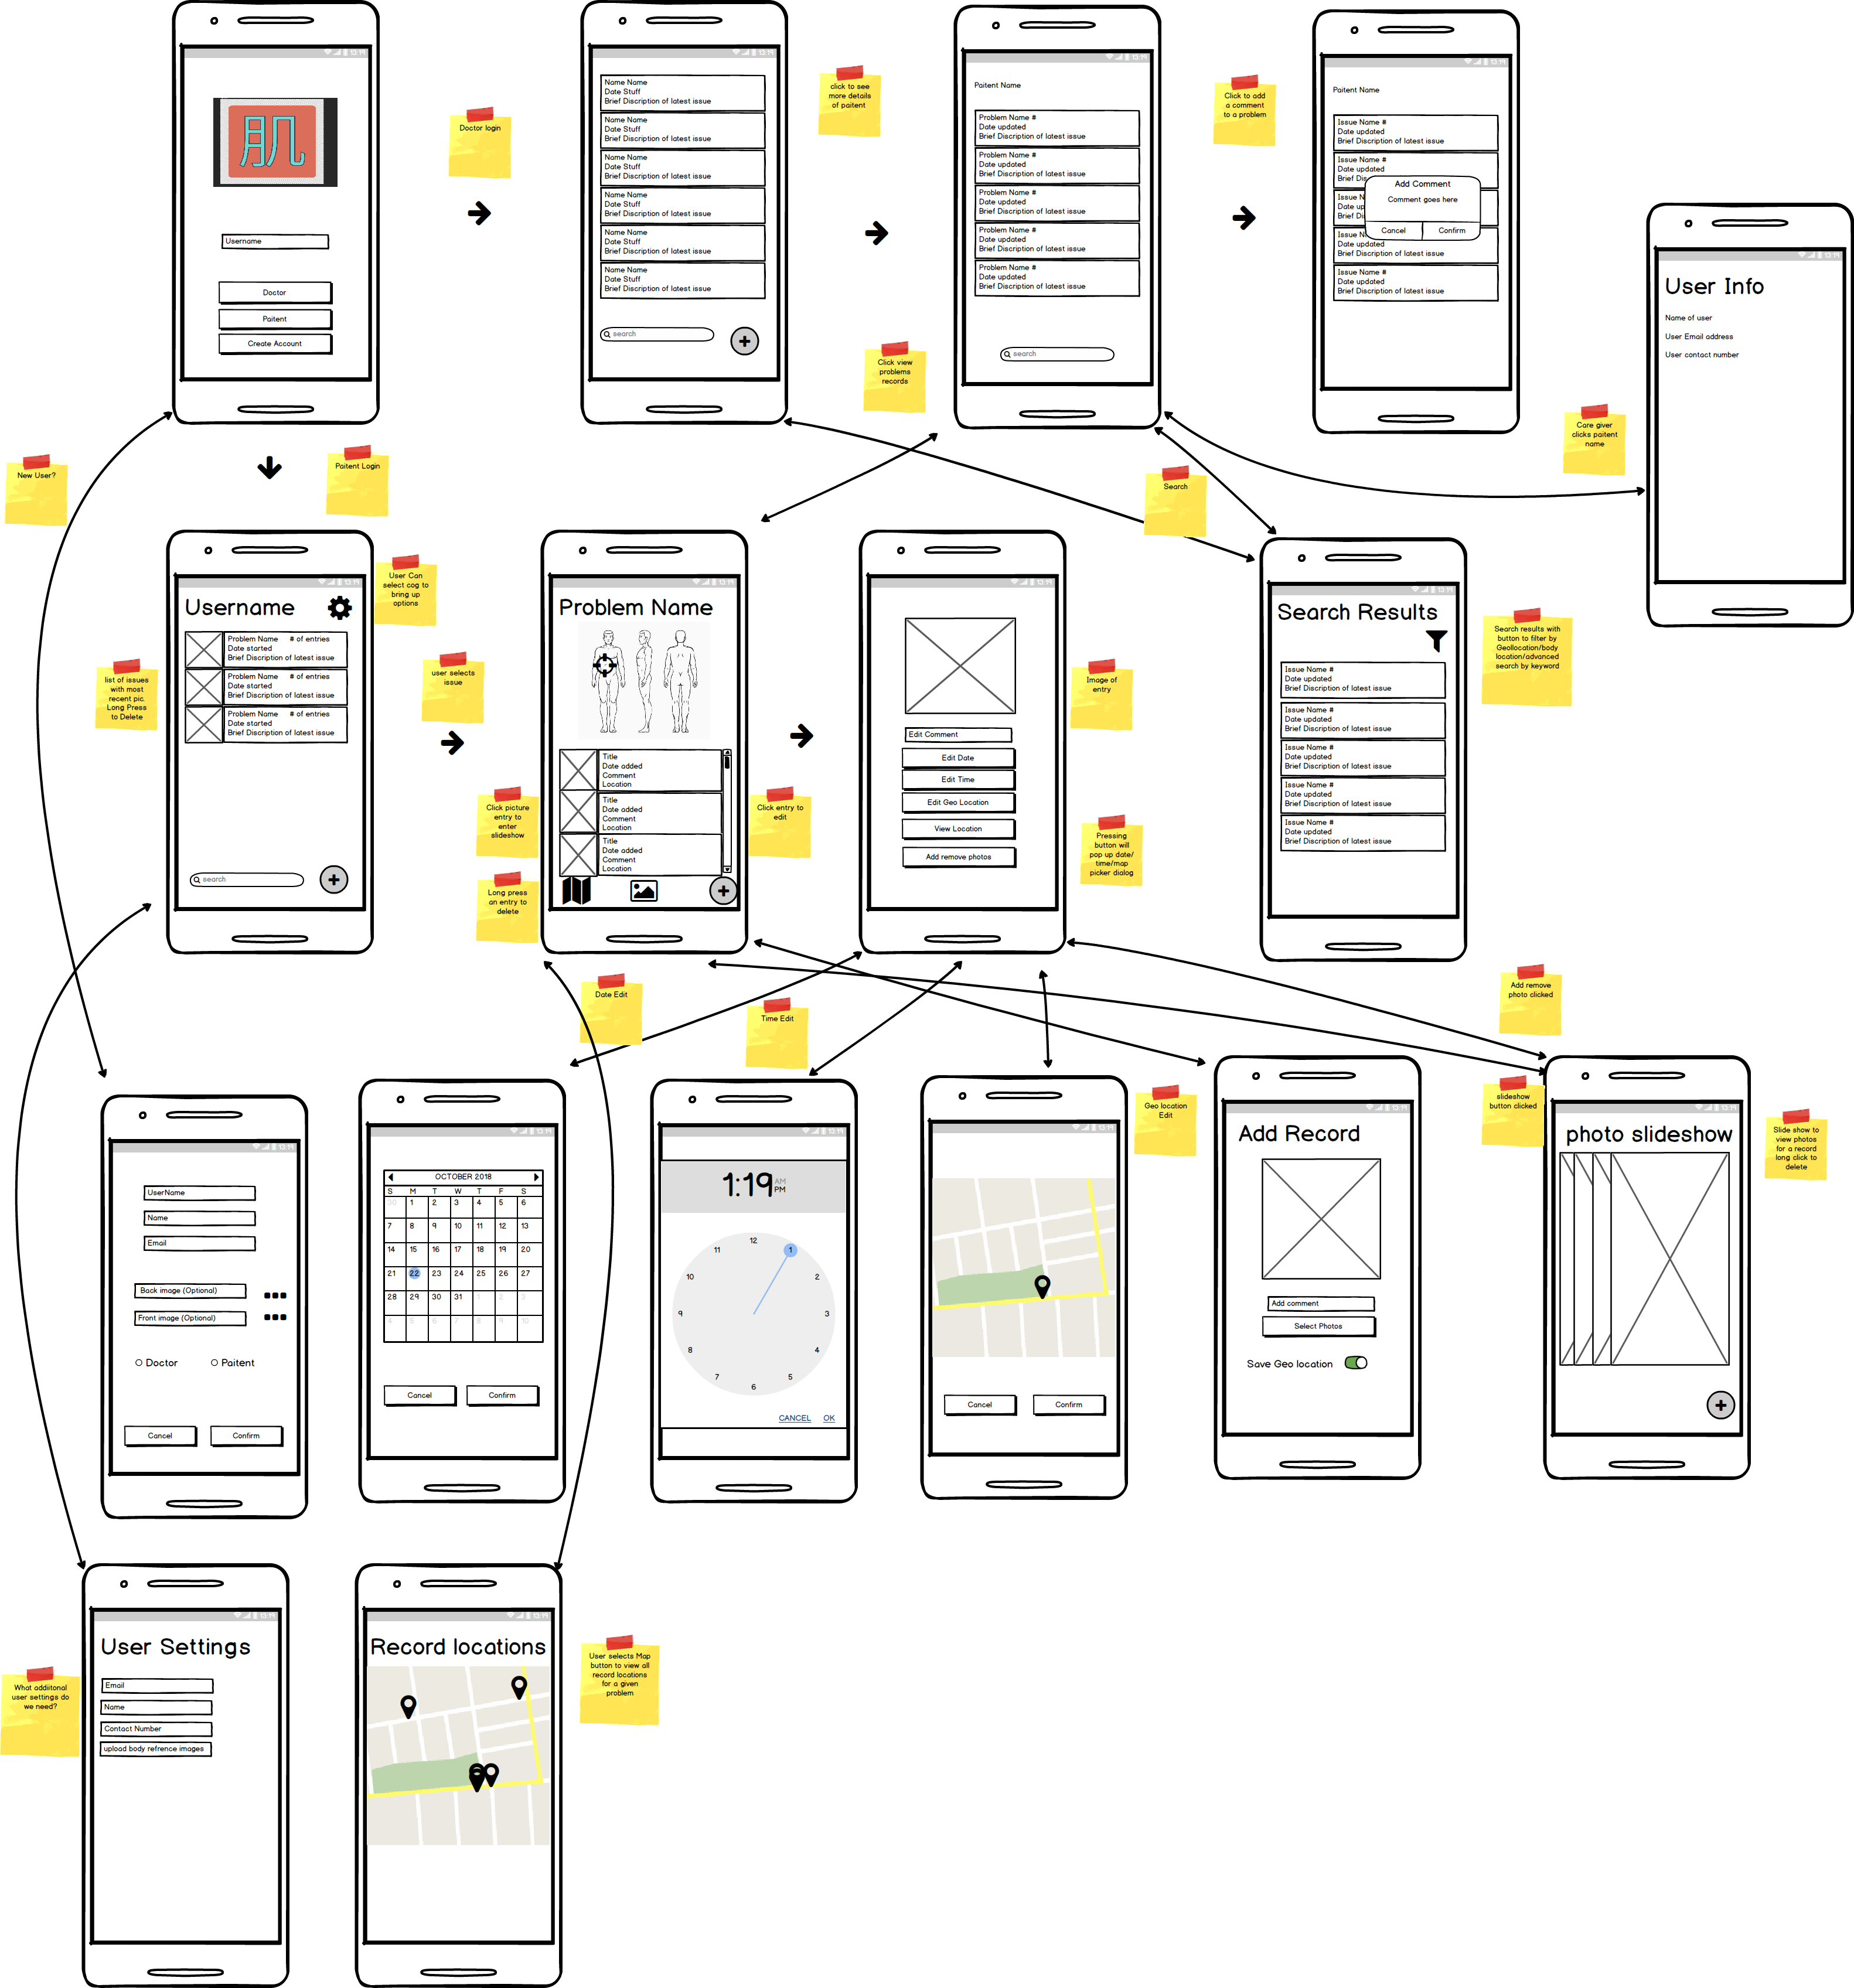 肌
Username
Doctor
Paitent
Create Account
Doctor login
Name Name
Date Stuff
Brief Discription of latest issue
Name Name
Date Stuff
Brief Discription of latest issue
Name Name
Date Stuff
Brief Discription of latest issue
Name Name
Date Stuff
Brief Discription of latest issue
Name Name
Date Stuff
Brief Discription of latest issue
Name Name
Date Stuff
Brief Discription of latest issue
search
click to see
more details
of paitent
Paitent Name
Problem Name #
Date updated
Brief Discription of latest issue
Problem Name #
Date updated
Brief Discription of latest issue
Problem Name #
Date updated
Brief Discription of latest issue
Problem Name #
Date updated
Brief Discription of latest issue
Problem Name #
Date updated
Brief Discription of latest issue
search
Click view
problems
records
Click to add
a comment
to a problem
Paitent Name
Issue Name #
Date updated
Brief Discription of latest issue
Issue Name #
Date updated
Brief Dis
Issue N
Date up
Brief Di
Issue N
Date updated
Brief Discription of latest issue
Issue Name #
Date updated
Brief Discription of latest issue
Add Comment
Comment goes here
Cancel
Confirm
User Info
Name of user
User Email address
User contact number
Care giver
clicks paitent
name
New User?
Paitent Login
Search
Username
Problem Name # of entries
Date started
Brief Discription of latest issue
Problem Name # of entries
Date started
Brief Discription of latest issue
Problem Name # of entries
Date started
Brief Discription of latest issue
search
User Can
select cog to
bring up
options
list of issues
with most
recent pic.
Long Press
to Delete
user selects
issue
Problem Name
Title
Date added
Comment
Location
Title
Date added
Comment
Location
Title
Date added
Comment
Location
Click picture
entry to
enter
slideshow
Long press
an entry to
delete
Click entry to
edit
Edit Comment
Edit Date
Edit Time
Edit Geo Location
View Location
Add remove photos
Image of
entry
Pressing
button will
pop up date/
time/map
picker dialog
Search Results
Issue Name #
Date updated
Brief Discription of latest issue
Issue Name #
Date updated
Brief Discription of latest issue
Issue Name #
Date updated
Brief Discription of latest issue
Issue Name #
Date updated
Brief Discription of latest issue
Issue Name #
Date updated
Brief Discription of latest issue
Search results with
button to filter by
Geollocation/body
location/advanced
search by keyword
Date Edit
Time Edit
Add remove
photo clicked
UserName
Name
Email
Back image (Optional)
Front image (Optional)
Doctor
Paitent
Cancel
Confirm
OCTOBER 2018
S M T W T F S
30 1 2 3 4 5 6
7 8 9 10 11 12 13
14 15 16 17 18 19 20
21 22 23 24 25 26 27
28 29 30 31 1 2 3
4 5 6 7 8 9 10
Cancel
Confirm
1:19 AM
PM
12
11 1
10 2
9 3
8 4
7 5
6
CANCEL OK
Cancel
Confirm
Geo location
Edit
Add Record
Add comment
Select Photos
Save Geo location
slideshow
button clicked
photo slideshow
Slide show to
view photos
for a record
long click to
delete
User Settings
Email
Name
Contact Number
upload body refrence images
What addiitonal
user settings do
we need?
Record locations
User selects Map
button to view all
record locations
for a given
problem